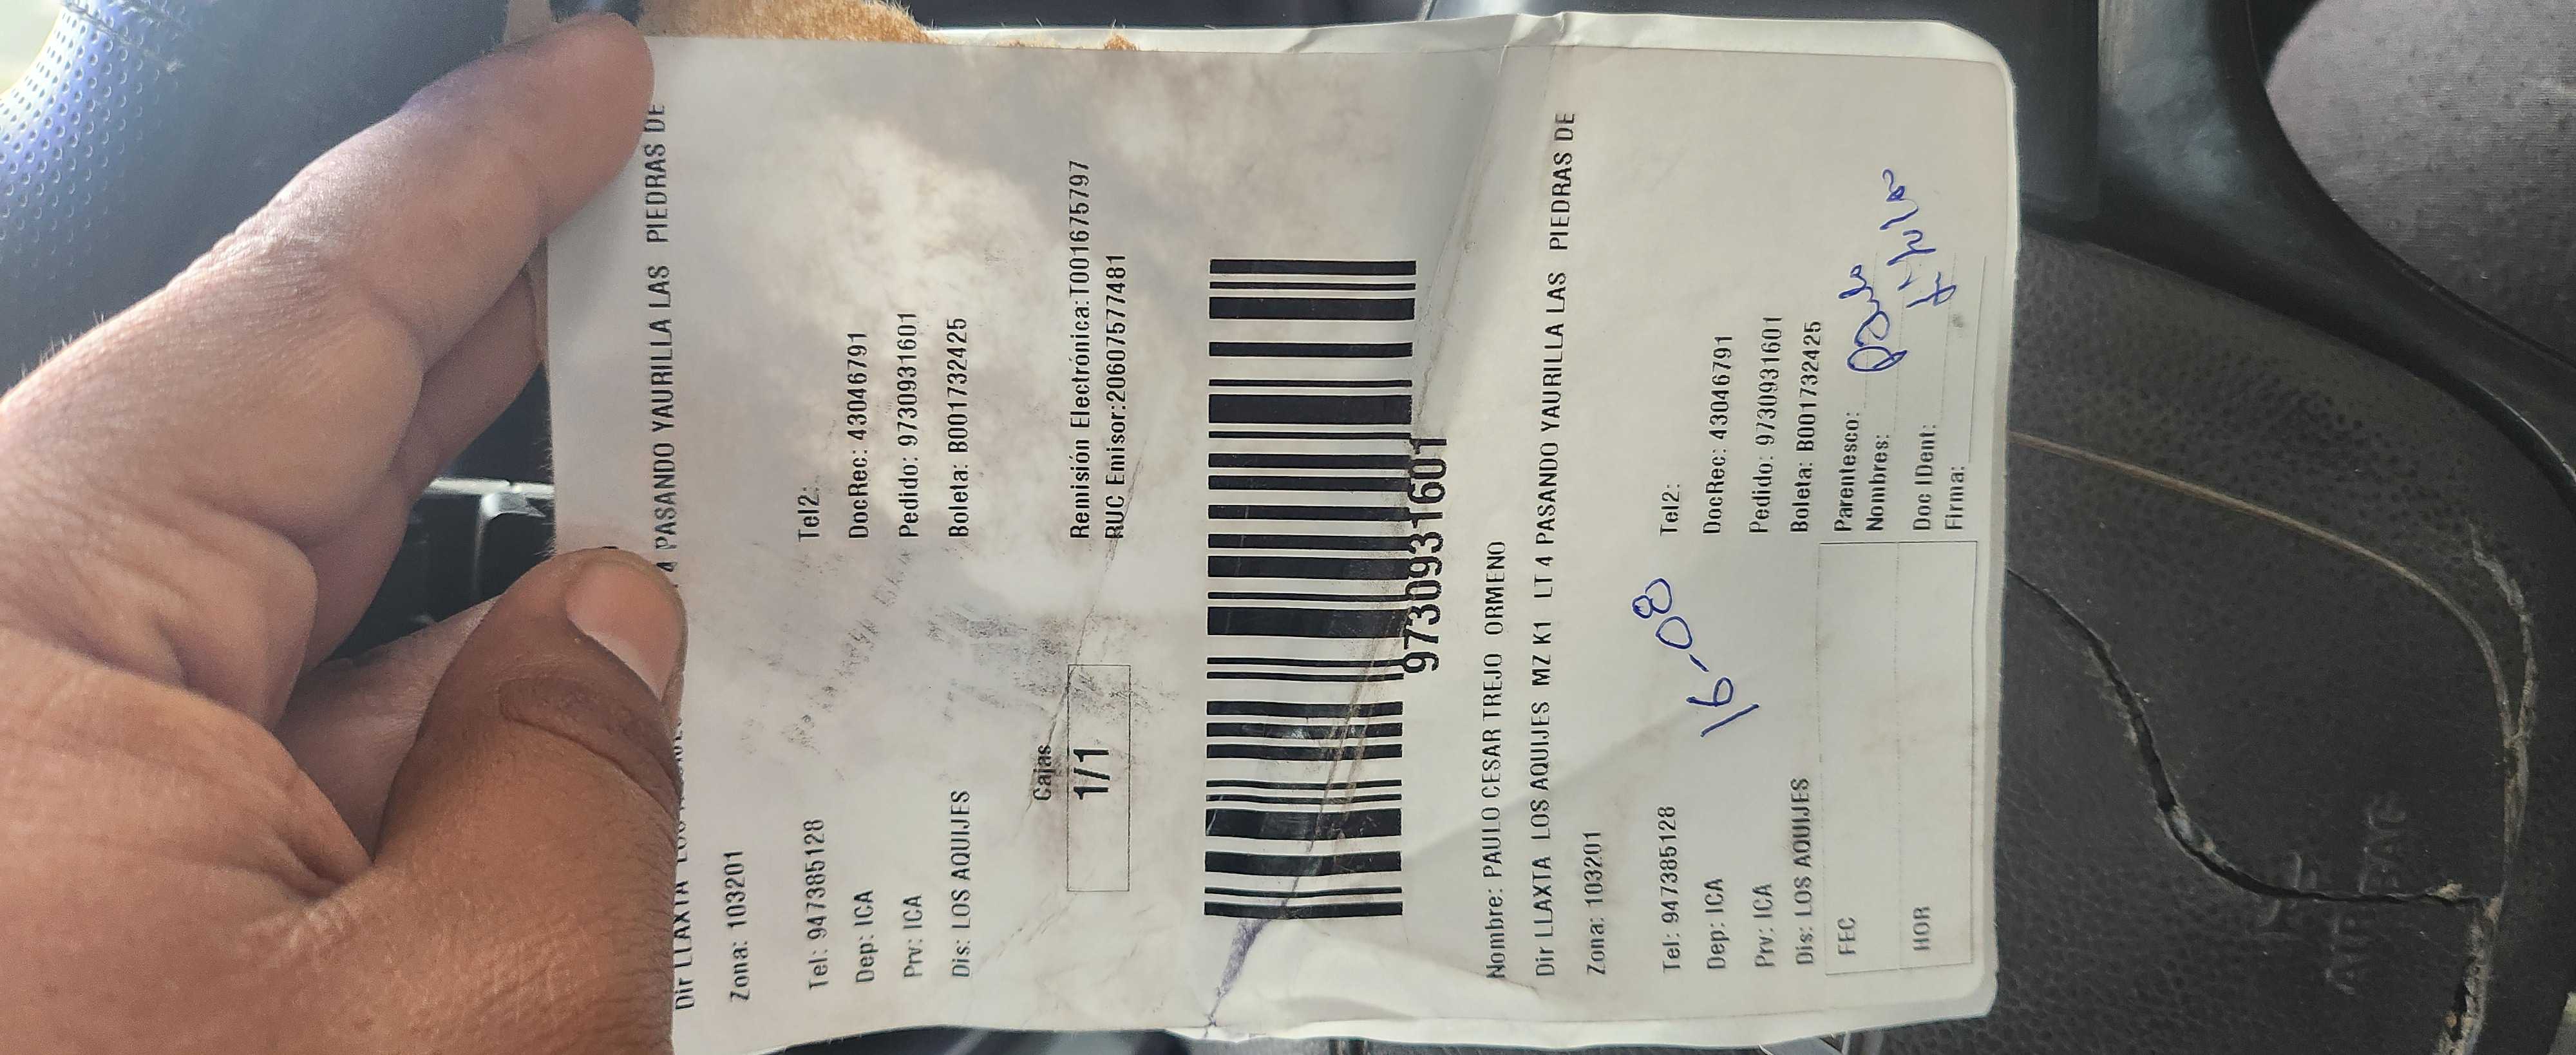 Dir LLAXTA LOS AQUIJES 4 PASANDO YAURILLA LAS PIEDRAS DE
Zona: 103201
Tel: 947385128 Tel2:
Dep: ICA DocRec: 43046791
Prv: ICA Pedido: 9730931601
Dis: LOS AQUIJES Boleta: B001732425
Cajas
1/1
Remisión Electrónica:T001675797
RUC Emisor:20607577481
9730931601
Nombre: PAULO CESAR TREJO ORMENO
Dir LLAXTA LOS AQUIJES MZ K1 LT 4 PASANDO YAURILLA LAS PIEDRAS DE
Zona: 103201
16-08
Tel: 947385128 Tel2:
Dep: ICA DocRec: 43046791
Prv: ICA Pedido: 9730931601
Dis: LOS AQUIJES Boleta: B001732425
FEC
HOR
Parentesco:
Nombres:
Doc IDent:
Firma:
AIRBAG